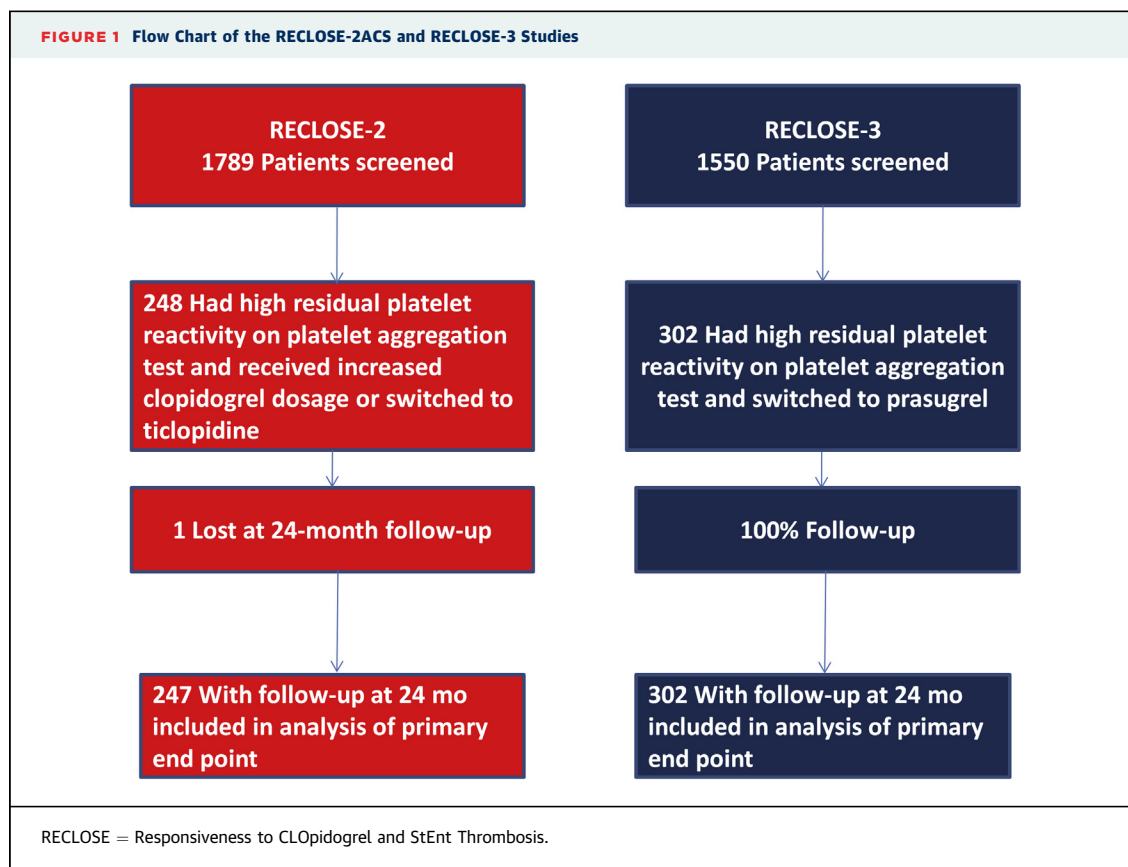 FIGURE 1 Flow Chart of the RECLOSE-2ACS and RECLOSE-3 Studies
RECLOSE-2
1789 Patients screened
248 Had high residual platelet
reactivity on platelet aggregation
test and received increased
clopidogrel dosage or switched to
ticlopidine
1 Lost at 24-month follow-up
247 With follow-up at 24 mo
included in analysis of primary
end point
RECLOSE-3
1550 Patients screened
302 Had high residual platelet
reactivity on platelet aggregation
test and switched to prasugrel
100% Follow-up
302 With follow-up at 24 mo
included in analysis of primary
end point
RECLOSE = Responsiveness to CLOpidogrel and StEnt Thrombosis.